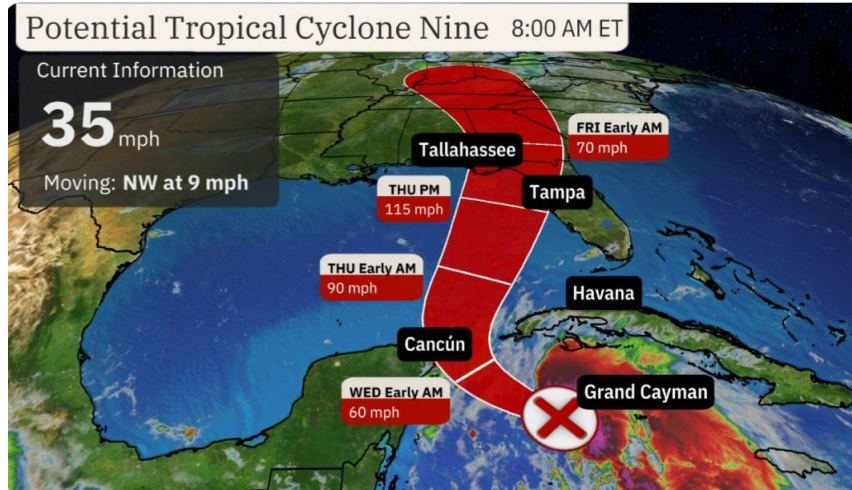 Potential Tropical Cyclone Nine 8:00 AM ET
Current Information
35 mph
Moving: NW at 9 mph
FRI Early AM
70 mph
Tallahassee
Tampa
THU PM
115 mph
THU Early AM
90 mph
Havana
Cancún
WED Early AM
60 mph
Grand Cayman